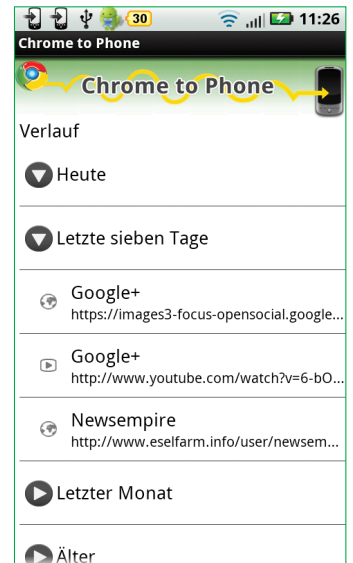 30 11:26
Chrome to Phone
Chrome to Phone
Verlauf
Heute
Letzte sieben Tage
Google+
https://images3-focus-opensocial.google...
Google+
http://www.youtube.com/watch?v=6-bO...
Newsempire
http://www.eselfarm.info/user/newsem...
Letzter Monat
Älter